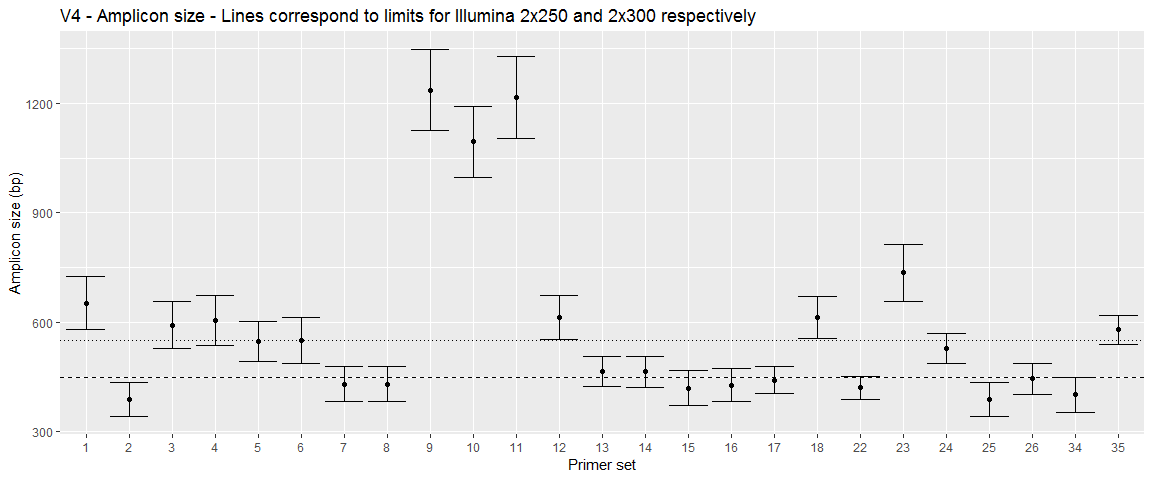 V4 - Amplicon size - Lines correspond to limits for Illumina 2x250 and 2x300 respectively
Amplicon size (bp)
1200
900
600
300
1 2 3 4 5 6 7 8 9 10 11 12 13 14 15 16 17 18 22 23 24 25 26 34 35
Primer set